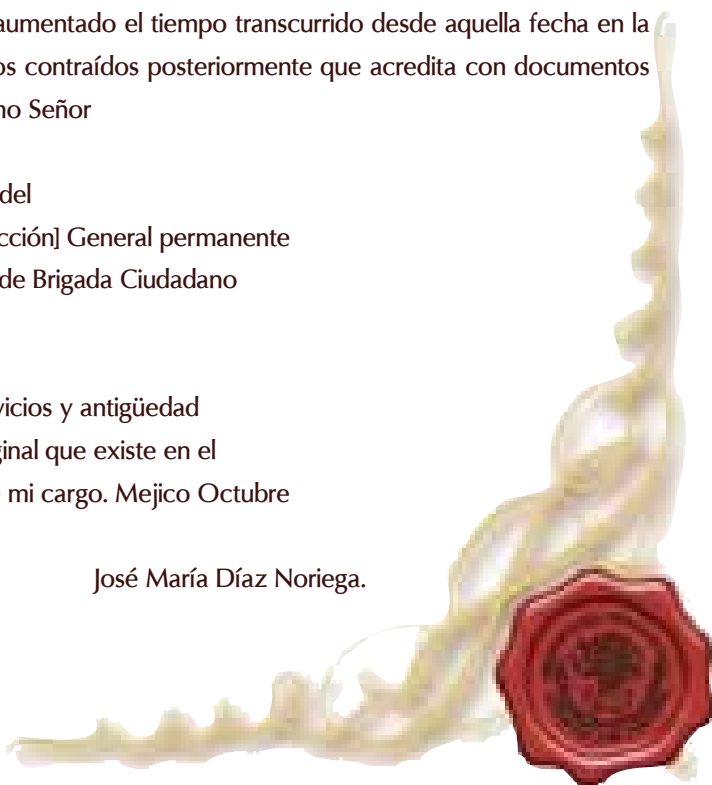 aumentado el tiempo transcurrido desde aquella fecha en la
os contraídos posteriormente que acredita con documentos
no Señor
del
cción] General permanente
de Brigada Ciudadano
vicios y antigüedad
ginal que existe en el
mi cargo. Mejico Octubre
José María Díaz Noriega.